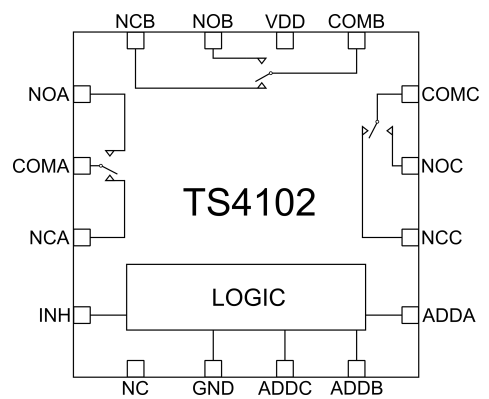 NCB NOB VDD COMB
NOA COMC
COMA NOC
TS4102
NCA NCC
LOGIC
INH ADDA
NC GND ADDC ADDB